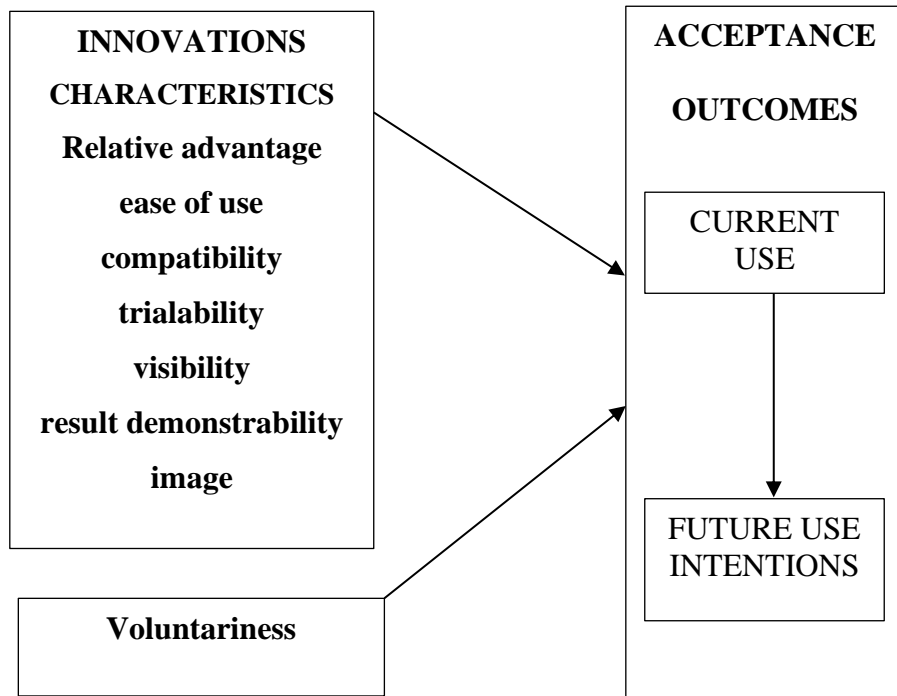 INNOVATIONS
CHARACTERISTICS
Relative advantage
ease of use
compatibility
trialability
visibility
result demonstrability
image
Voluntariness
ACCEPTANCE
OUTCOMES
CURRENT
USE
FUTURE USE
INTENTIONS